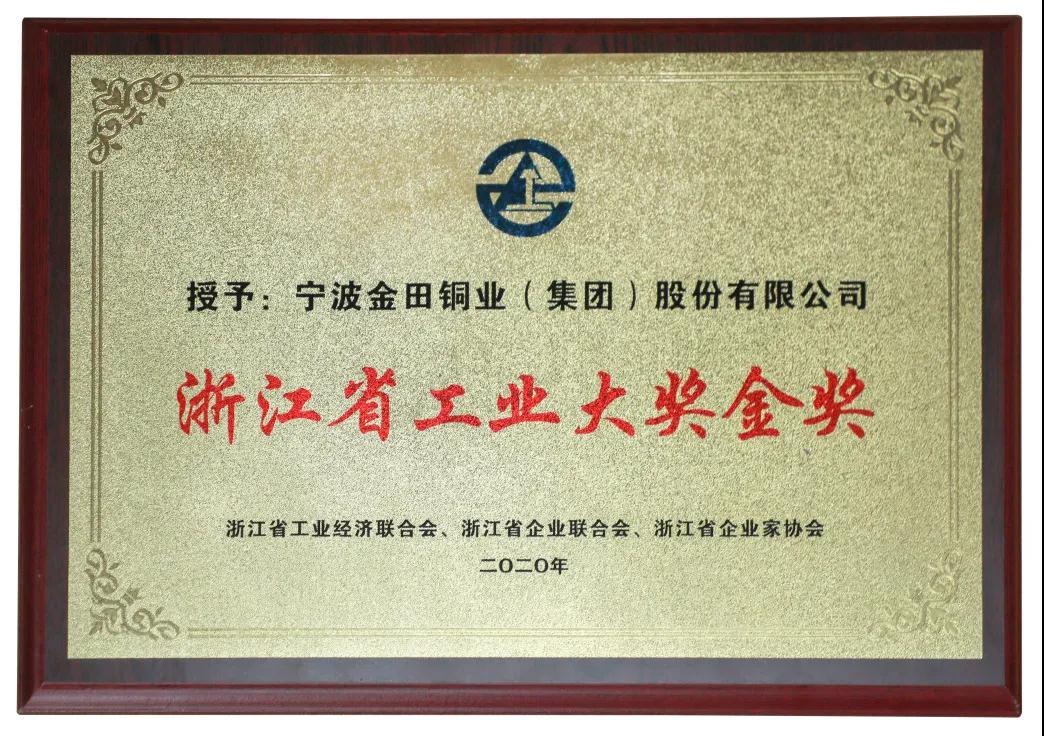 授予：宁波金田铜业（集团）股份有限公司
浙江省工业大奖金奖
浙江省工业经济联合会、浙江省企业联合会、浙江省企业家协会
二〇二〇年